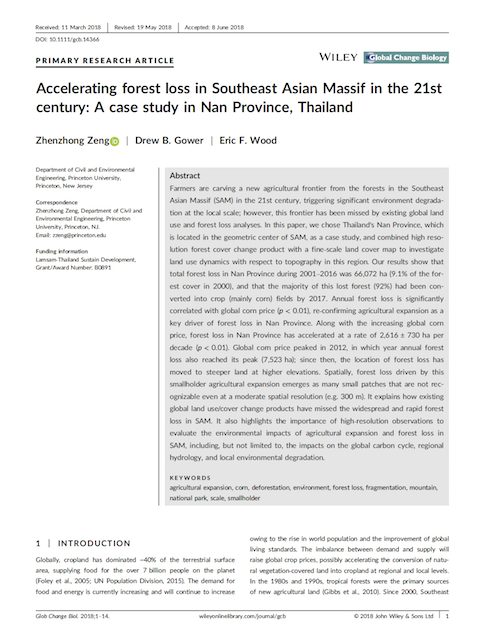 Received: 11 March 2018 | Revised: 19 May 2018 | Accepted: 8 June 2018
DOI: 10.1111/gcb.14366
PRIMARY RESEARCH ARTICLE
WILEY Global Change Biology
Accelerating forest loss in Southeast Asian Massif in the 21st
century: A case study in Nan Province, Thailand
Zhenzhong Zeng | Drew B. Gower | Eric F. Wood
Department of Civil and Environmental
Engineering, Princeton University,
Princeton, New Jersey
Correspondence
Zhenzhong Zeng, Department of Civil and
Environmental Engineering, Princeton
University, Princeton, NJ.
Email: zzeng@princeton.edu
Funding information
Lamsam-Thailand Sustain Development,
Grant/Award Number: B0891
Abstract
Farmers are carving a new agricultural frontier from the forests in the Southeast
Asian Massif (SAM) in the 21st century, triggering significant environment degrada-
tion at the local scale; however, this frontier has been missed by existing global land
use and forest loss analyses. In this paper, we chose Thailand's Nan Province, which
is located in the geometric center of SAM, as a case study, and combined high reso-
lution forest cover change product with a fine-scale land cover map to investigate
land use dynamics with respect to topography in this region. Our results show that
total forest loss in Nan Province during 2001–2016 was 66,072 ha (9.1% of the for-
est cover in 2000), and that the majority of this lost forest (92%) had been con-
verted into crop (mainly corn) fields by 2017. Annual forest loss is significantly
correlated with global corn price (p < 0.01), re-confirming agricultural expansion as a
key driver of forest loss in Nan Province. Along with the increasing global corn
price, forest loss in Nan Province has accelerated at a rate of 2,616 ± 730 ha per
decade (p < 0.01). Global corn price peaked in 2012, in which year annual forest
loss also reached its peak (7,523 ha); since then, the location of forest loss has
moved to steeper land at higher elevations. Spatially, forest loss driven by this
smallholder agricultural expansion emerges as many small patches that are not rec-
ognizable even at a moderate spatial resolution (e.g. 300 m). It explains how existing
global land use/cover change products have missed the widespread and rapid forest
loss in SAM. It also highlights the importance of high-resolution observations to
evaluate the environmental impacts of agricultural expansion and forest loss in
SAM, including, but not limited to, the impacts on the global carbon cycle, regional
hydrology, and local environmental degradation.
KEYWORDS
agricultural expansion, corn, deforestation, environment, forest loss, fragmentation, mountain,
national park, scale, smallholder
1 | INTRODUCTION
Globally, cropland has dominated ~40% of the terrestrial surface
area, supplying food for the over 7 billion people on the planet
(Foley et al., 2005; UN Population Division, 2015). The demand for
food and energy is currently increasing and will continue to increase
owing to the rise in world population and the improvement of global
living standards. The imbalance between demand and supply will
raise global crop prices, possibly accelerating the conversion of natu-
ral vegetation-covered land into cropland at regional and local levels.
In the 1980s and 1990s, tropical forests were the primary sources
of new agricultural land (Gibbs et al., 2010). Since 2000, Southeast
Glob Change Biol. 2018;1–14.
wileyonlinelibrary.com/journal/gcb
© 2018 John Wiley & Sons Ltd | 1